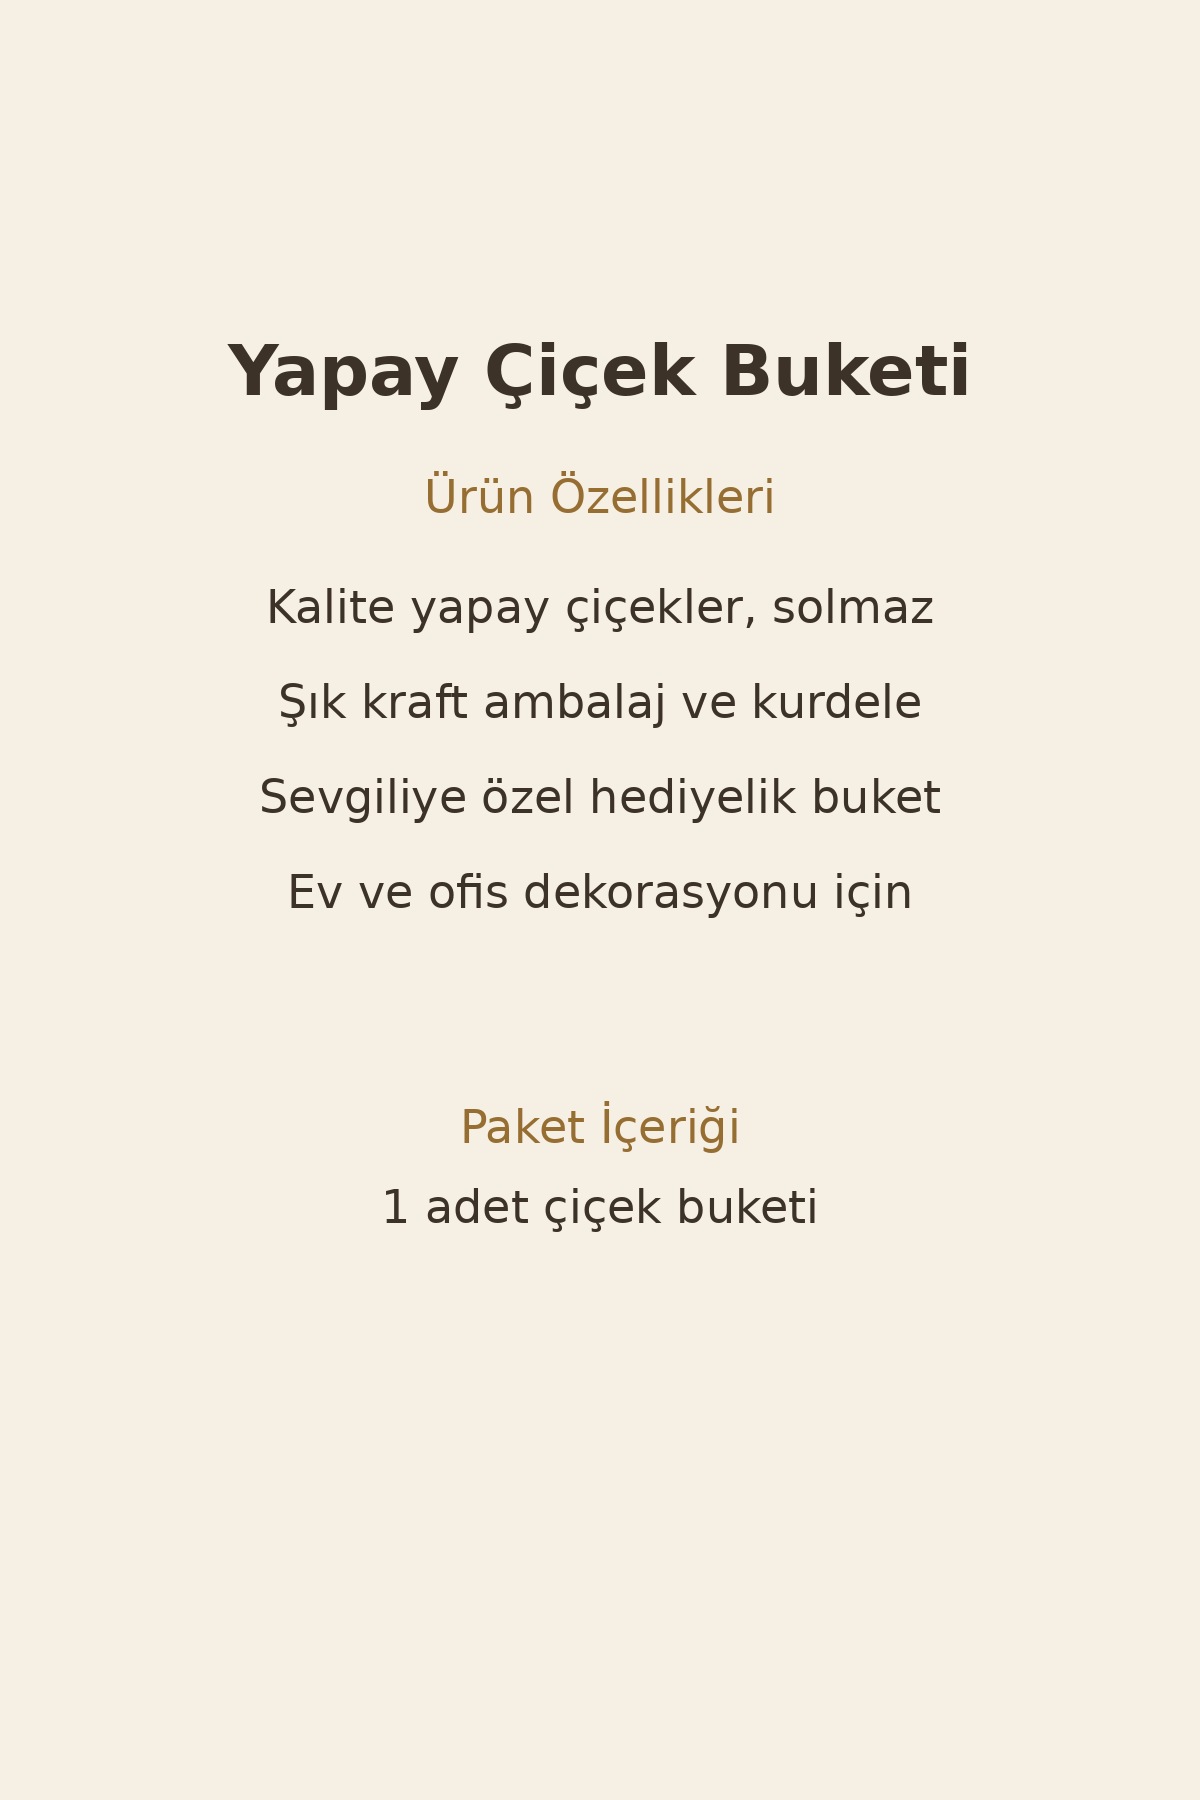 Yapay Çiçek Buketi
Ürün Özellikleri
Kalite yapay çiçekler, solmaz
Şık kraft ambalaj ve kurdele
Sevgiliye özel hediyelik buket
Ev ve ofis dekorasyonu için
Paket İçeriği
1 adet çiçek buketi